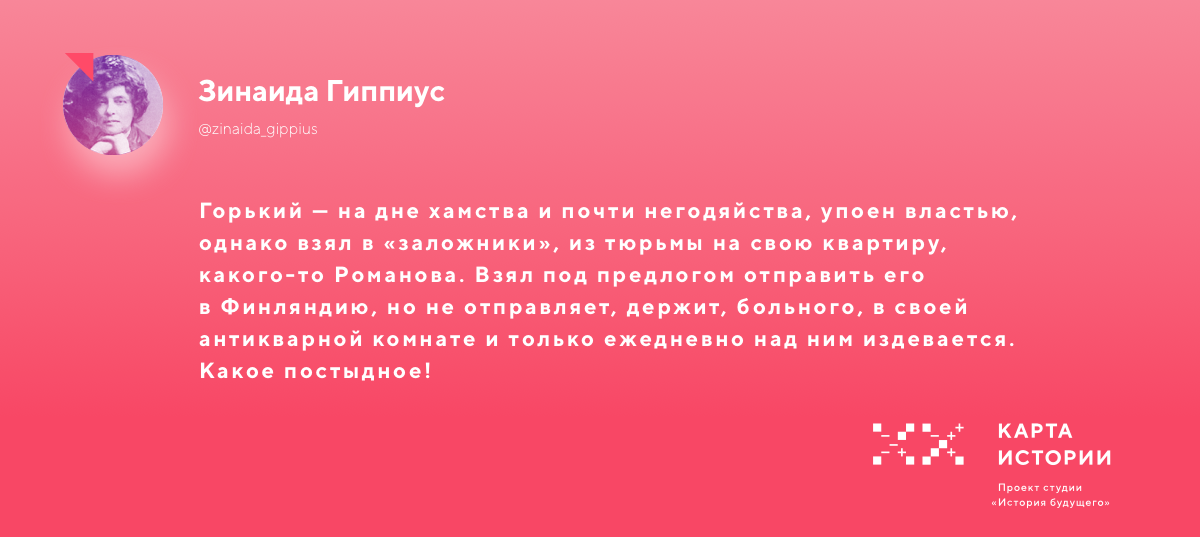 Зинаида Гиппиус
@zinaida_gippius
Горький — на дне хамства и почти негодяйства, упоен властью,
однако взял в «заложники», из тюрьмы на свою квартиру,
какого-то Романова. Взял под предлогом отправить его
в Финляндию, но не отправляет, держит, больного, в своей
антикварной комнате и только ежедневно над ним издевается.
Какое постыдное!
КАРТА
ИСТОРИИ
Проект студии
«История будущего»